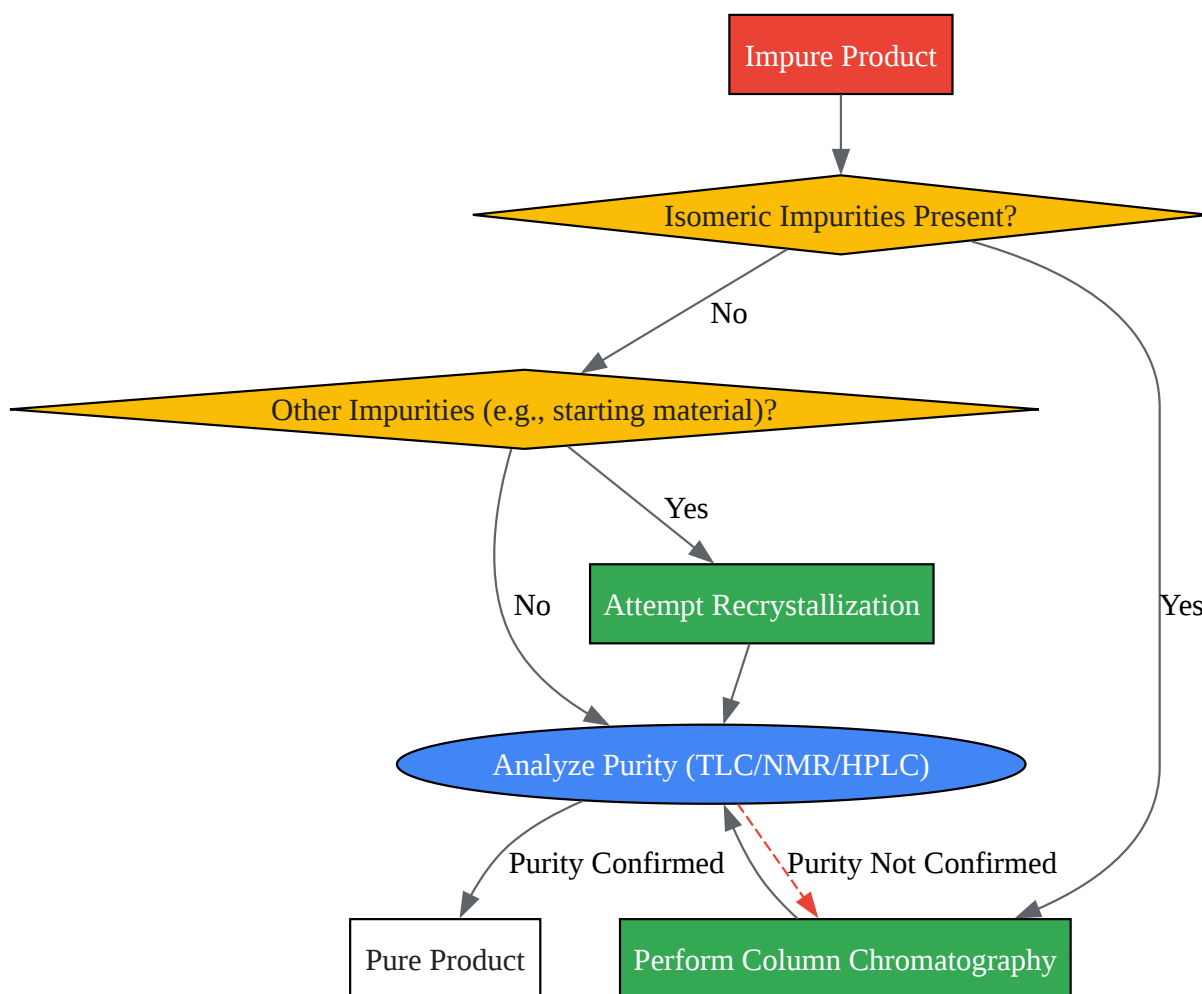 Impure Product
Isomeric Impurities Present?
No
Other Impurities (e.g., starting material)?
Yes
Attempt Recrystallization
No
Yes
Analyze Purity (TLC/NMR/HPLC)
Purity Confirmed
Purity Not Confirmed
Pure Product
Perform Column Chromatography